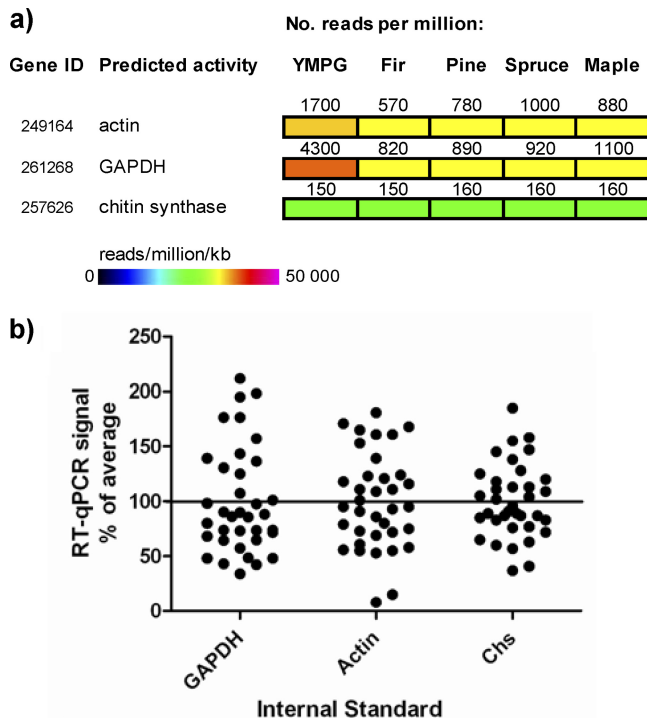 a)
No. reads per million:
Gene ID Predicted activity YMPG Fir Pine Spruce Maple
1700 570 780 1000 880
249164 actin
4300 820 890 920 1100
261268 GAPDH
150 150 160 160 160
257626 chitin synthase
reads/million/kb
0 50 000
b)
250
200
150
100
50
0
RT-qPCR signal
% of average
GAPDH Actin Chs
Internal Standard